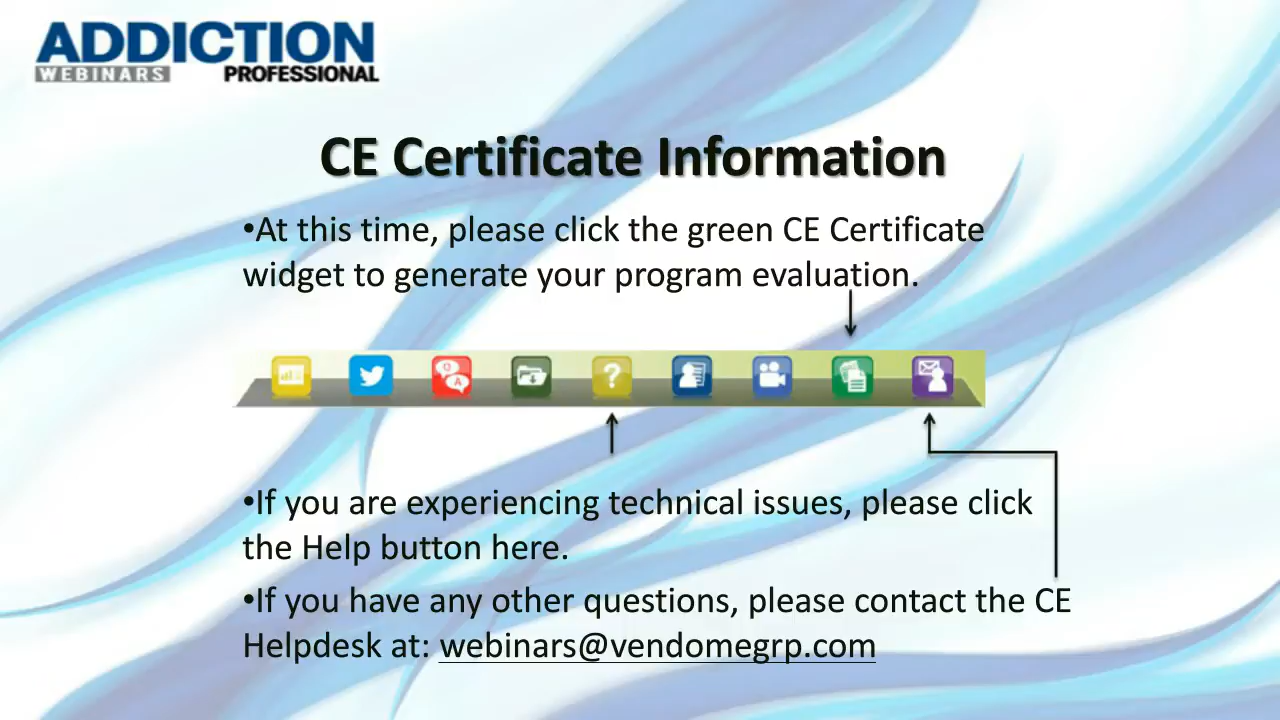 ADDICTION
WEBINARS PROFESSIONAL
CE Certificate Information
•At this time, please click the green CE Certificate
widget to generate your program evaluation.
Q
A
?
•If you are experiencing technical issues, please click
the Help button here.
•If you have any other questions, please contact the CE
Helpdesk at: webinars@vendomegrp.com